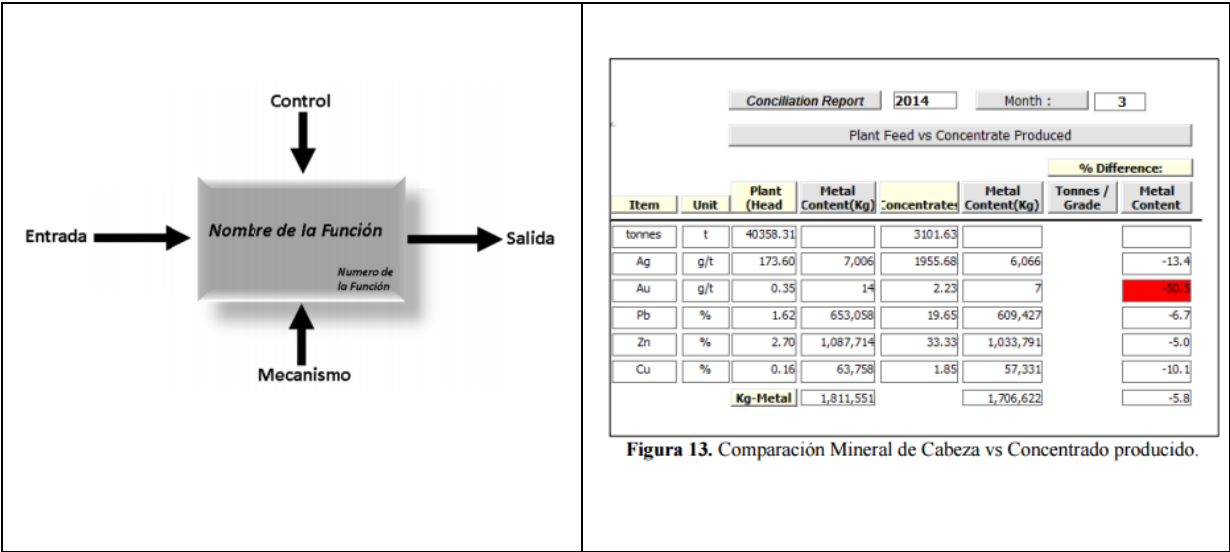 Control
Entrada
Nombre de la Función
Salida
Numero de
la Función
Mecanismo
Conciliation Report 2014 Month : 3
Plant Feed vs Concentrate Produced
% Difference:
Item Unit Plant (Head Metal Content(Kg) Concentrates Metal Content(Kg) Tonnes / Grade Metal Content
tonnes t 40358.31 3101.63
Ag g/t 173.60 7,006 1955.68 6,066 -13.4
Au g/t 0.35 14 2.23 7 -50.5
Pb % 1.62 653,058 19.65 609,427 -6.7
Zn % 2.70 1,087,714 33.33 1,033,791 -5.0
Cu % 0.16 63,758 1.85 57,331 -10.1
Kg-Metal 1,811,551 1,706,622 -5.8
Figura 13. Comparación Mineral de Cabeza vs Concentrado producido.